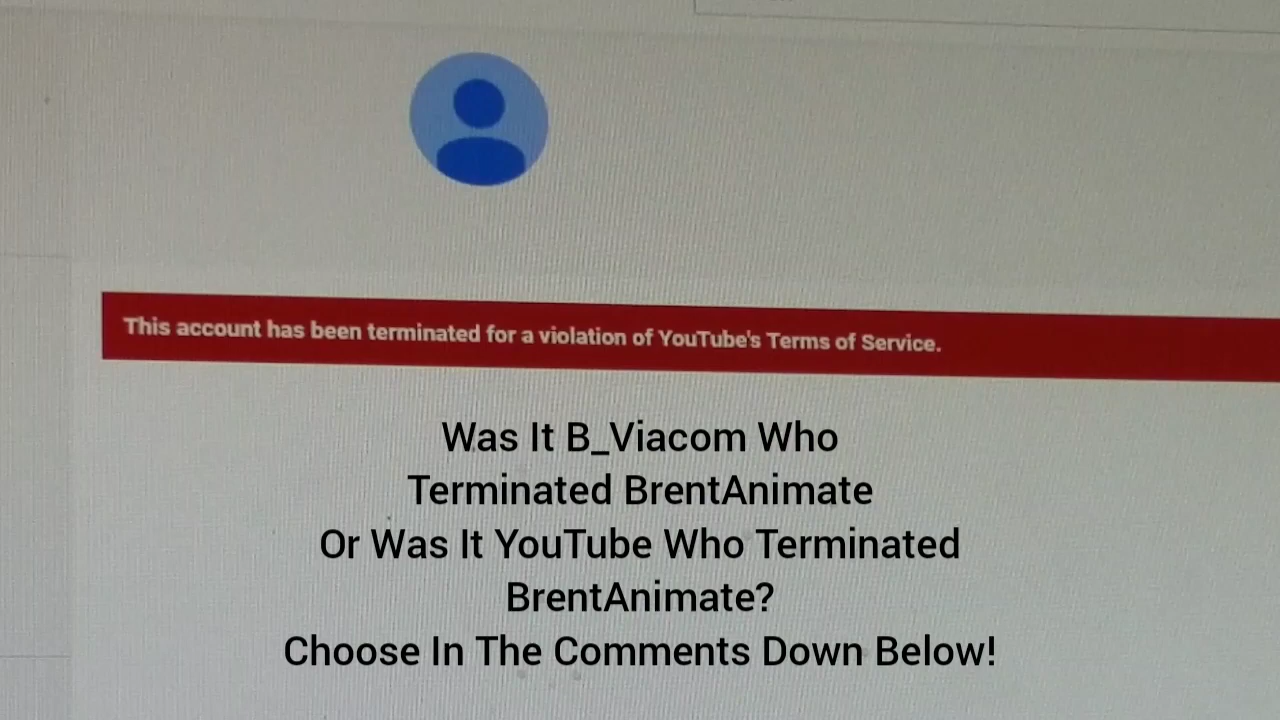 This account has been terminated for a violation of YouTube's Terms of Service.
Was It B_Viacom Who
Terminated BrentAnimate
Or Was It YouTube Who Terminated
BrentAnimate?
Choose In The Comments Down Below!